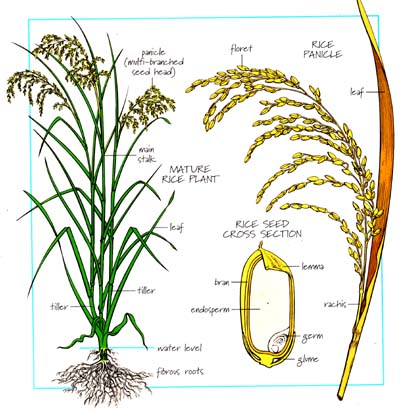 panicle
(multi-branched
seed head)
main
stalk
MATURE
RICE PLANT
leaf
tiller
tiller
water level
fibrous roots
floret
RICE
PANICLE
leaf
RICE SEED
CROSS SECTION
lemma
bran
endosperm
rachis
germ
glume